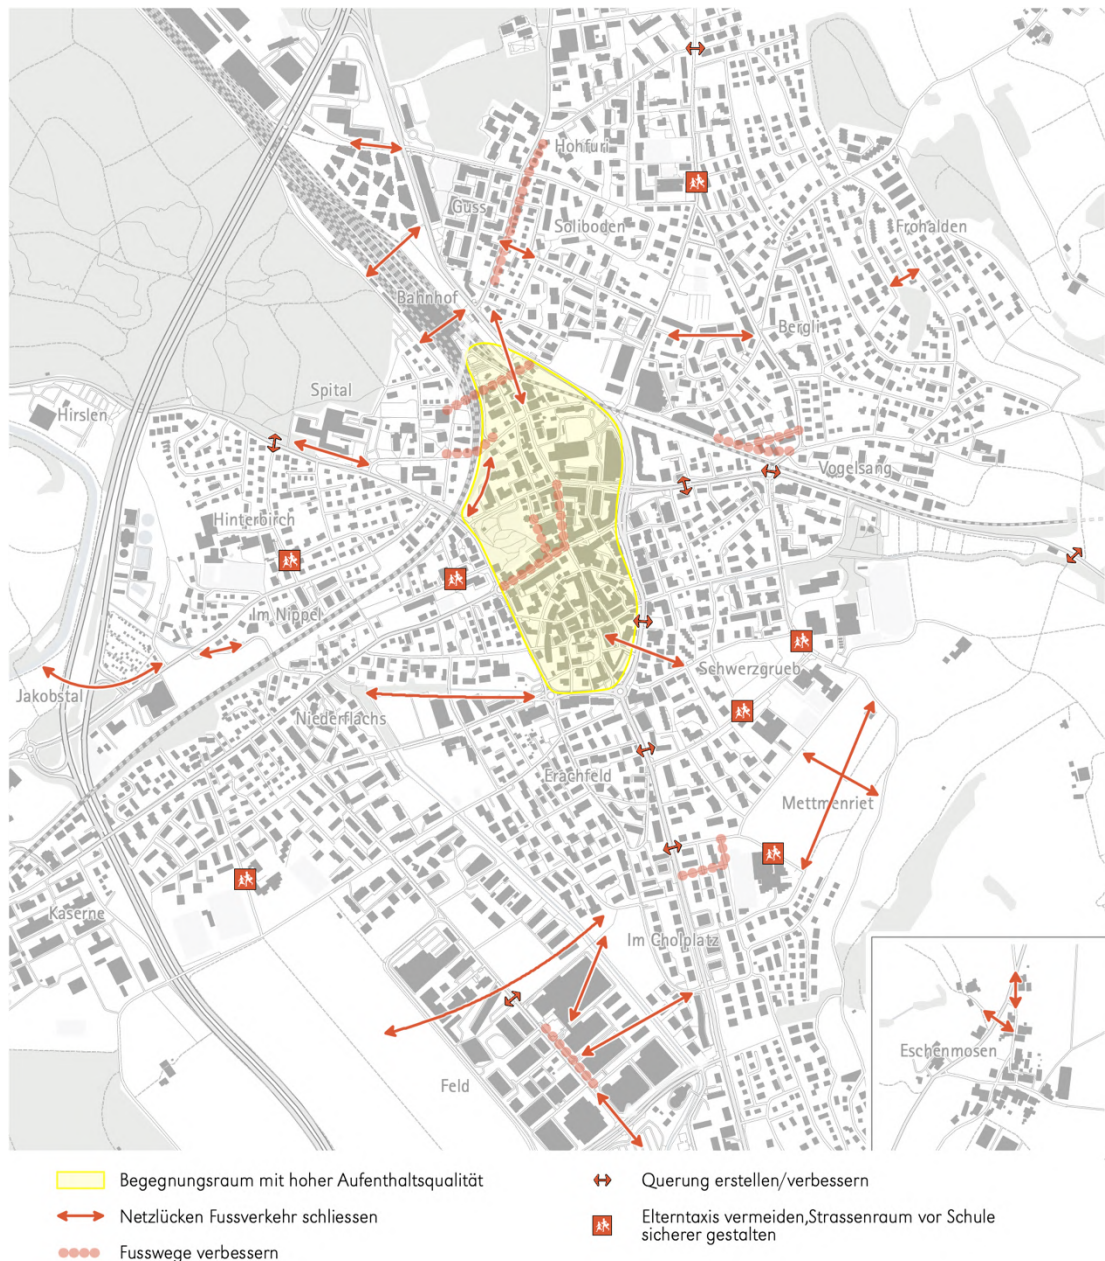 Hohfuri
Guss
Soliboden
Frohalden
Bahnhof
Bergli
Spital
Hirslen
Vogelsang
Hinterbirch
Im Nippel
Schwerzgrueb
Jakobstal
Niederflachs
Erachfeld
Mettmenriet
Kaserne
Im Cholplatz
Eschenmosen
Feld
Begegnungsraum mit hoher Aufenthaltsqualität
Netzlücken Fussverkehr schliessen
Fusswege verbessern
Querung erstellen/verbessern
Elterntaxis vermeiden,Strassenraum vor Schule
sicherer gestalten